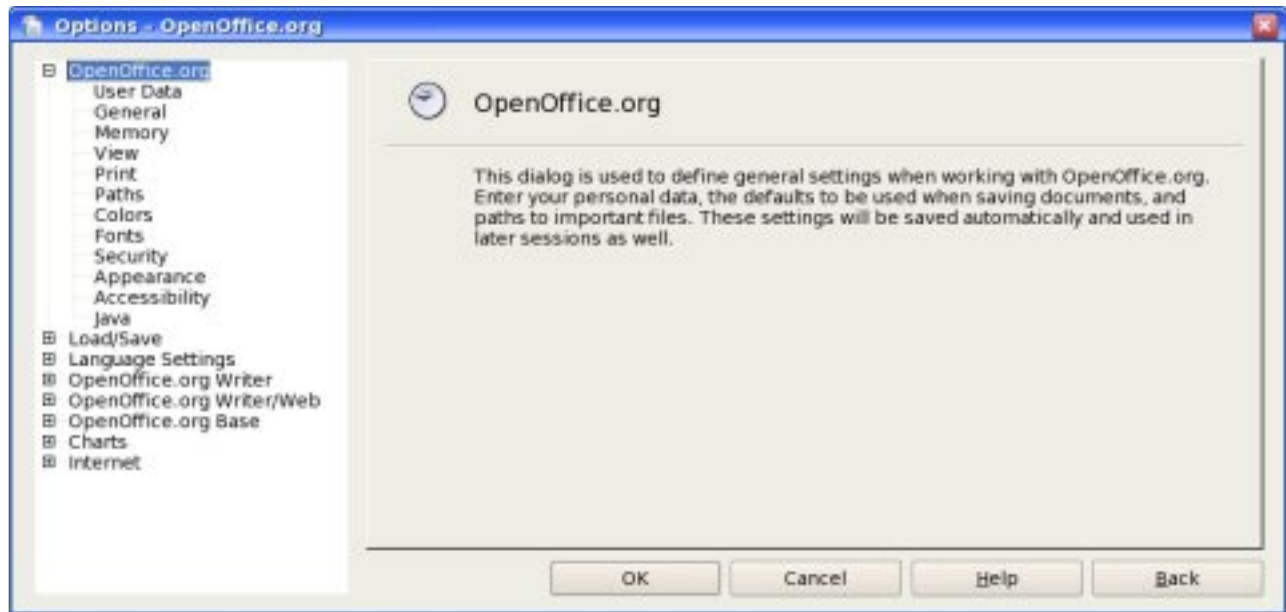 Options - OpenOffice.org
OpenOffice.org
User Data
General
Memory
View
Print
Paths
Colors
Fonts
Security
Appearance
Accessibility
Java
Load/Save
Language Settings
OpenOffice.org Writer
OpenOffice.org Writer/Web
OpenOffice.org Base
Charts
Internet
OpenOffice.org
This dialog is used to define general settings when working with OpenOffice.org.
Enter your personal data, the defaults to be used when saving documents, and
paths to important files. These settings will be saved automatically and used in
later sessions as well.
OK
Cancel
Help
Back